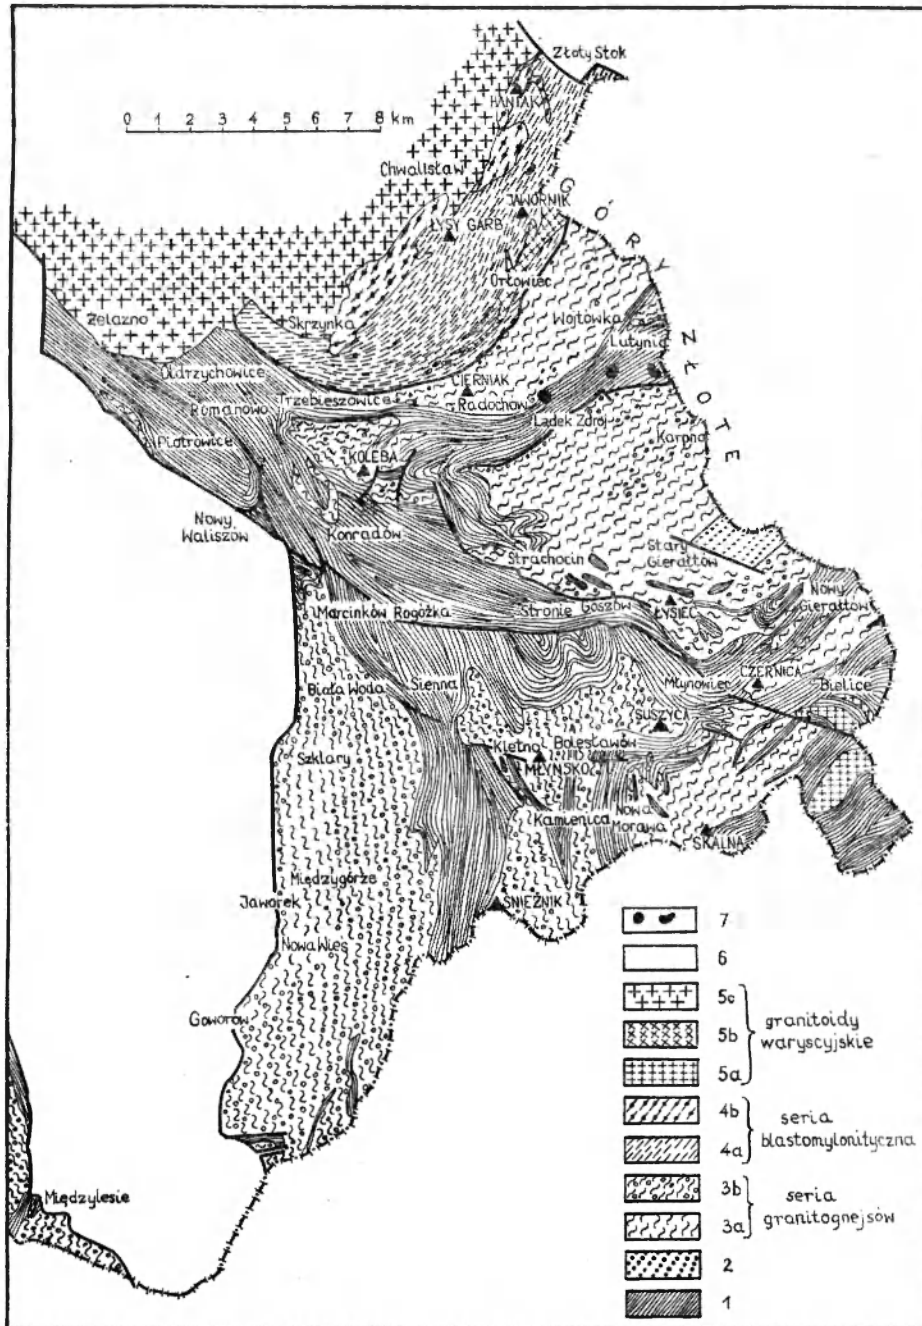 Złoty Stok
HANIAK
0 1 2 3 4 5 6 7 8 km
Chwalisław
JAWORNIK
GÓRY ZŁOTE
ŁYSY GARB
Orłowiec
Żelazno
Skrzynka
Wojtówka
Lutynia
Ołdrzychowice
CIERNIAK
Trzebieszowice
Radochów
Romanowo
Lądek Zdrój
Piotrowice
Karpno
KOLEBA
Nowy Waliszów
Konradów
Strachocin
Stary Gierałtów
Nowy Gierałtów
Marcinków
Rogóżka
Stronie
Goszów
ŁYSIEC
CZERNICA
Młynowiec
Bielice
Biała Woda
Sienna
SUSZYCA
Kletno
Bolesławów
Szklary
MŁYŃSKO
Kamienica
Nowa Morawa
SKALNA
Międzygórze
Jaworek
ŚNIEŻNIK
Nowa Wieś
Goworów
Międzylesie
7
6
5c
5b
5a
granitoidy
waryscyjskie
4b
4a
seria
blastomylonityczna
3b
3a
seria
granitognejsów
2
1